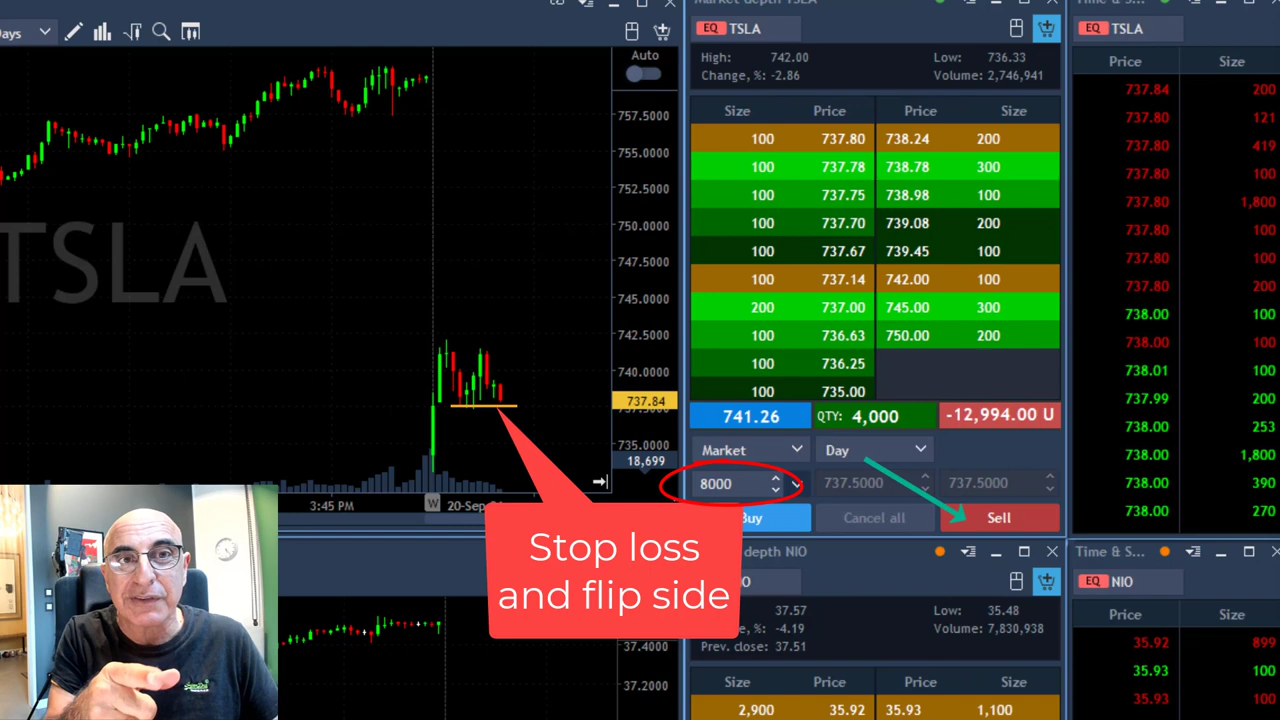 ays
Auto
TSLA
757.5000
755.0000
752.5000
750.0000
747.5000
745.0000
742.5000
740.0000
737.84
735.0000
18,699
3:45 PM
W
20-Sep
Stop loss
and flip side
37.4000
37.2000
Market depth TSLA
EQ TSLA
High: 742.00 Low: 736.33
Change, %: -2.86 Volume: 2,746,941
Size Price Price Size
100 737.80 738.24 200
100 737.78 738.78 300
100 737.75 738.98 100
100 737.70 739.08 200
100 737.67 739.45 100
100 737.14 742.00 100
200 737.00 745.00 300
100 736.63 750.00 200
100 736.25
100 735.00
741.26 QTY: 4,000 -12,994.00 U
Market Day
8000 737.5000 737.5000
Buy Cancel all Sell
depth NIO
37.57 Low: 35.48
%: -4.19 Volume: 7,830,938
Prev. close: 37.51
Size Price Price Size
2,900 35.92 35.93 1,100
Time & S...
EQ TSLA
Price Size
737.84 200
737.80 121
737.80 419
737.80 100
737.80 1,800
737.80 100
737.80 100
737.80 200
738.00 100
738.00 100
738.01 100
737.99 200
738.00 253
738.00 1,800
738.00 390
738.00 270
Time & S...
EQ NIO
Price Size
35.92 899
35.93 100
35.93 100